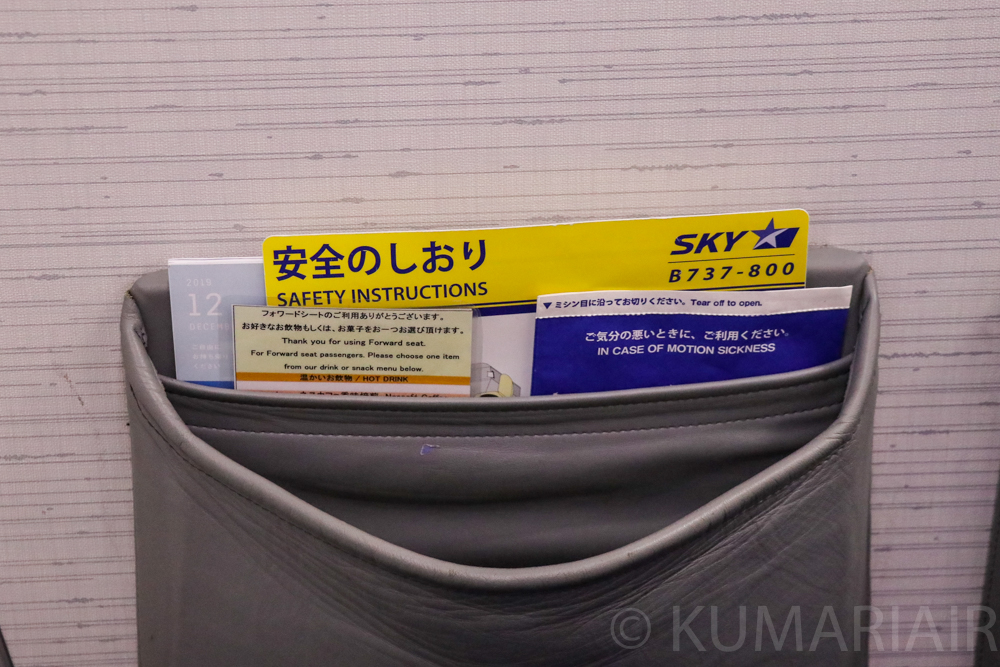 2019
12
安全のしおり
SAFETY INSTRUCTIONS
SKY
B737-800
フォワードシートのご利用ありがとうございます。
お好きなお飲物もしくは、お菓子をお一つお選び頂けます。
Thank you for using Forward seat.
For Forward seat passengers. Please choose one item
from our drink or snack menu below.
温かいお飲物 / HOT DRINK
▼ミシン目に沿ってお切りください。Tear off to open.
ご気分の悪いときに、ご利用ください。
IN CASE OF MOTION SICKNESS
© KUMARIAIR